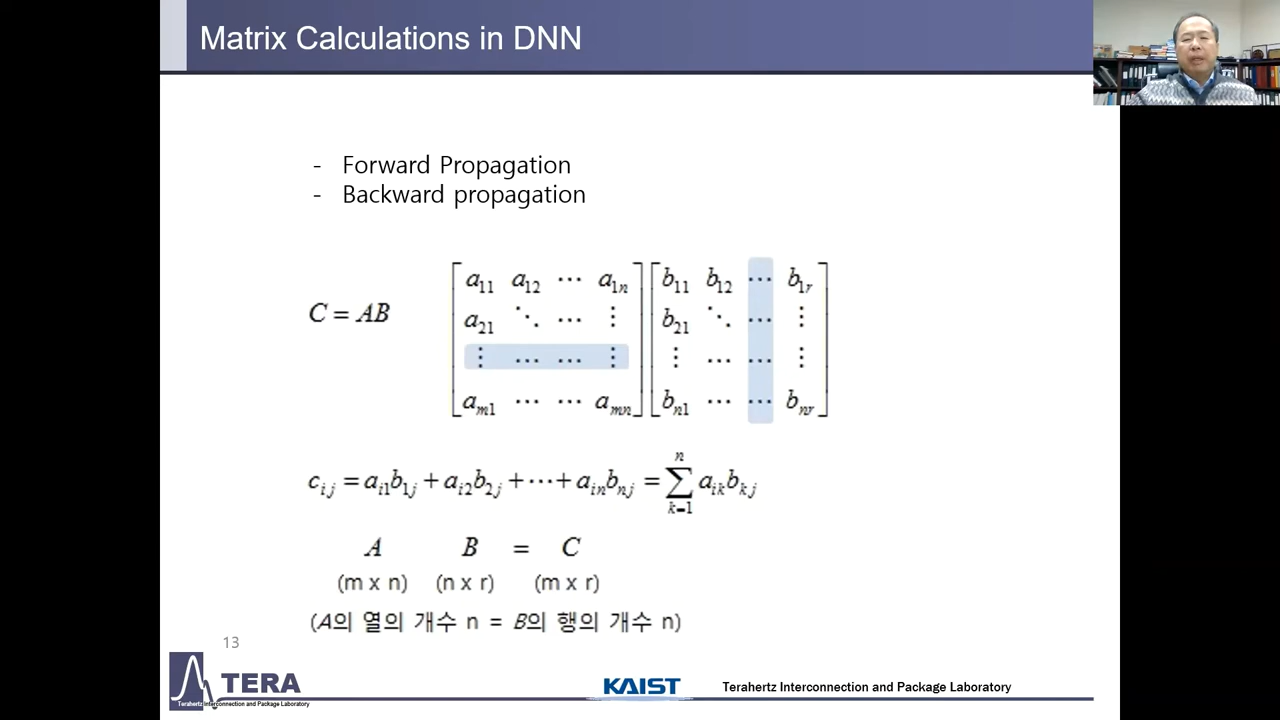 Matrix Calculations in DNN
- Forward Propagation
- Backward propagation
C = AB
a₁₁ a₁₂ ⋯ a₁ₙ b₁₁ b₁₂ ⋯ b₁ᵣ
a₂₁ ⋱ ⋯ ⋮ b₂₁ ⋱ ⋯ ⋮
⋮ ⋯ ⋯ ⋮ ⋮ ⋯ ⋯ ⋮
aₘ₁ ⋯ ⋯ aₘₙ bₙ₁ ⋯ ⋯ bₙᵣ
cᵢⱼ = aᵢ₁b₁ⱼ + aᵢ₂b₂ⱼ + ⋯ + aᵢₙbₙⱼ = ∑ₖ₌₁ⁿ aᵢₖbₖⱼ
A B = C
(m x n) (n x r) (m x r)
(A의 열의 개수 n = B의 행의 개수 n)
13
TERA
Terahertz Interconnection and Package Laboratory
KAIST
Terahertz Interconnection and Package Laboratory